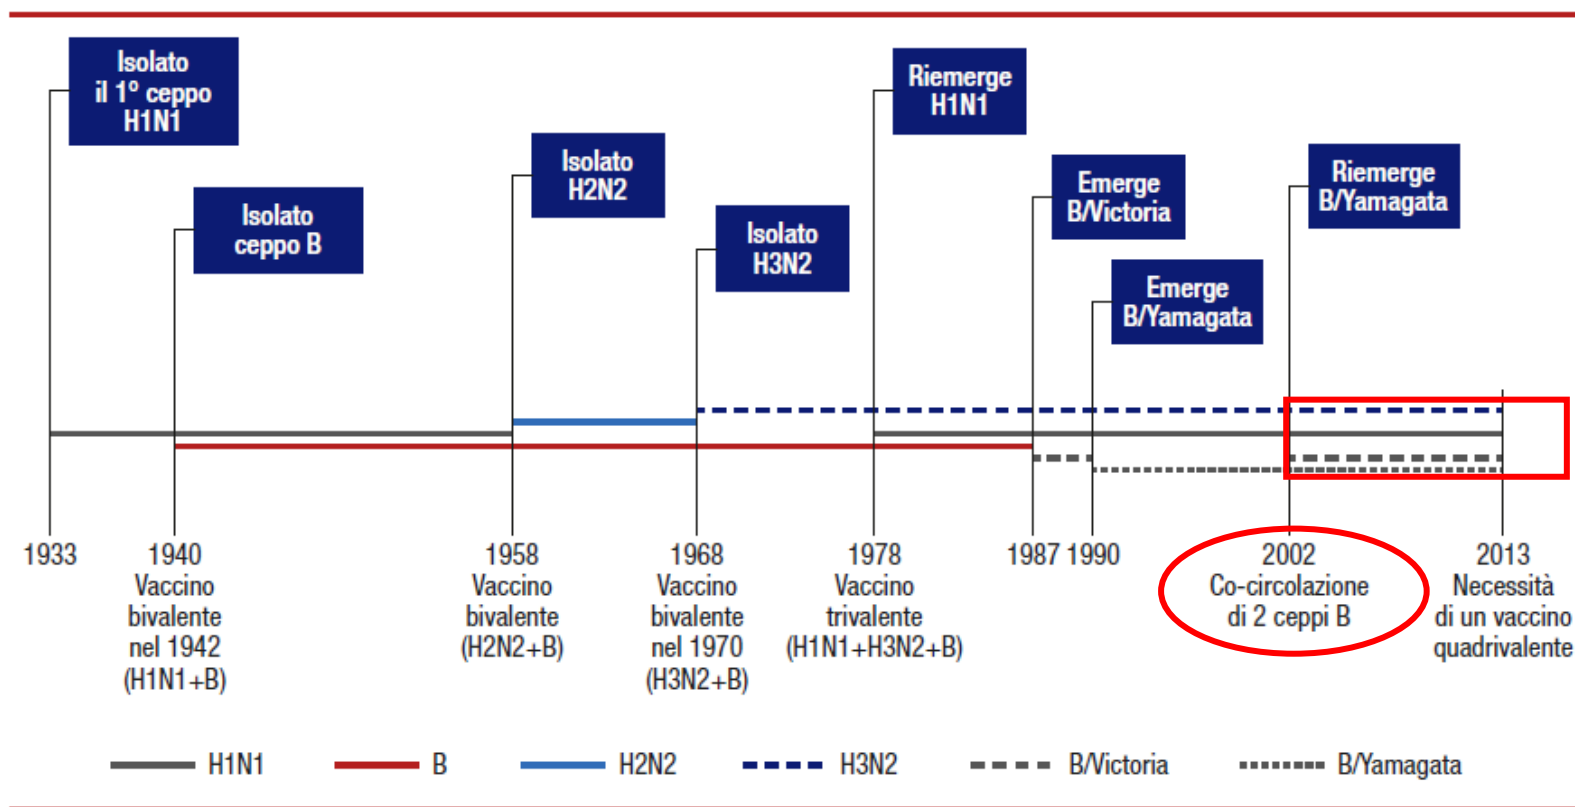 Isolato
il 1º ceppo
H1N1
Isolato
ceppo B
Isolato
H2N2
Isolato
H3N2
Riemerge
H1N1
Emerge
B/Victoria
Emerge
B/Yamagata
Riemerge
B/Yamagata
1933
1940
Vaccino
bivalente
nel 1942
(H1N1+B)
1958
Vaccino
bivalente
(H2N2+B)
1968
Vaccino
bivalente
nel 1970
(H3N2+B)
1978
Vaccino
trivalente
(H1N1+H3N2+B)
1987
1990
2002
Co-circolazione
di 2 ceppi B
2013
Necessità
di un vaccino
quadrivalente
H1N1
B
H2N2
H3N2
B/Victoria
B/Yamagata